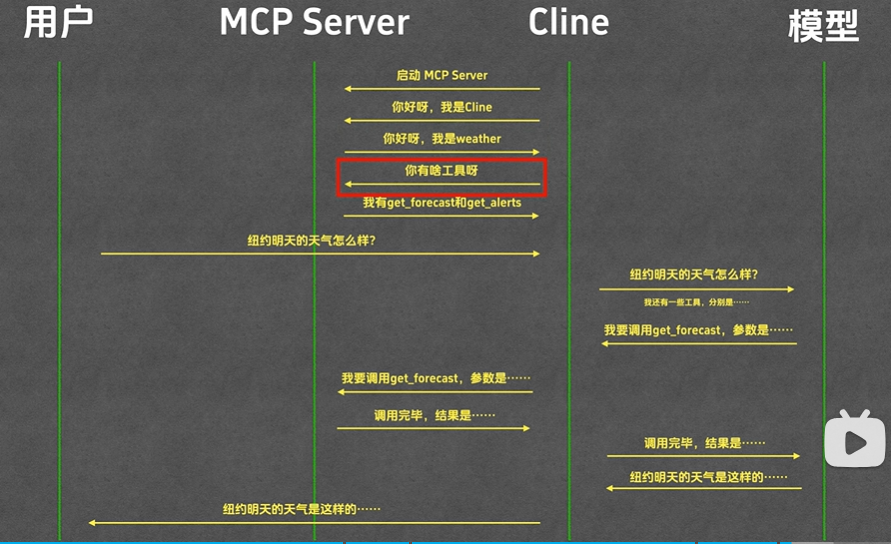 用户 MCP Server Cline 模型
启动 MCP Server
你好呀，我是Cline
你好呀，我是weather
你有啥工具呀
我有get_forecast和get_alerts
纽约明天的天气怎么样？
纽约明天的天气怎么样？
我还有一些工具，分别是……
我要调用get_forecast，参数是……
我要调用get_forecast，参数是……
调用完毕，结果是……
调用完毕，结果是……
纽约明天的天气是这样的……
纽约明天的天气是这样的……